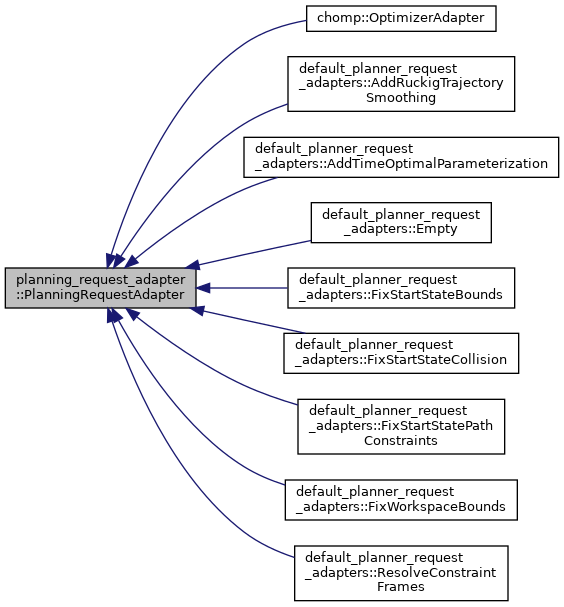 chomp::OptimizerAdapter
default_planner_request
_adapters::AddRuckigTrajectory
Smoothing
default_planner_request
_adapters::AddTimeOptimalParameterization
default_planner_request
_adapters::Empty
planning_request_adapter
::PlanningRequestAdapter
default_planner_request
_adapters::FixStartStateBounds
default_planner_request
_adapters::FixStartStateCollision
default_planner_request
_adapters::FixStartStatePath
Constraints
default_planner_request
_adapters::FixWorkspaceBounds
default_planner_request
_adapters::ResolveConstraint
Frames